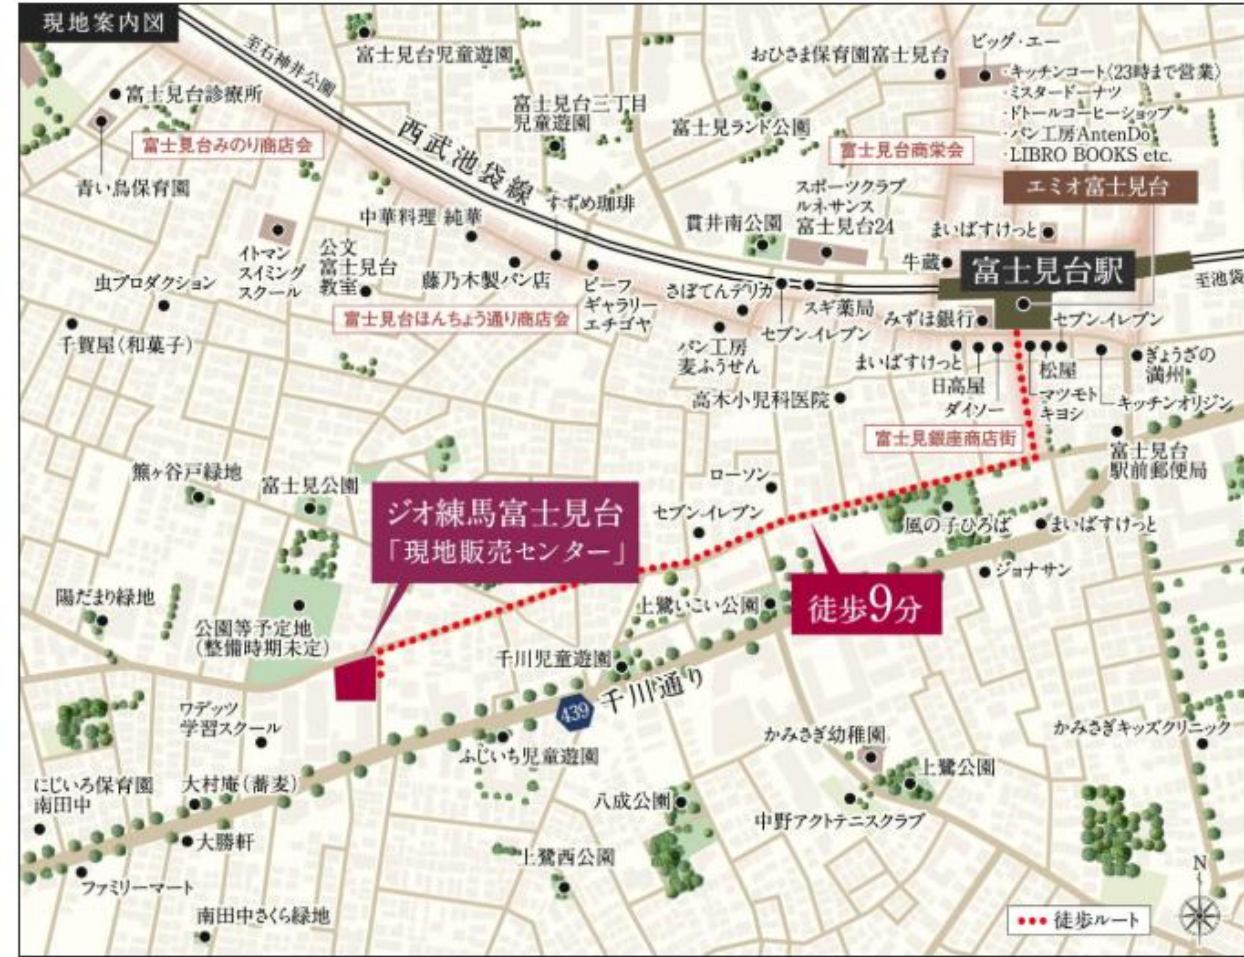 現地案内図
至石神井公園
富士見台児童遊園
おひさま保育園富士見台
ビッグ・エー
・キッチンコート(23時まで営業)
・ミスタードーナツ
・ドトールコーヒーショップ
・パン工房AntenDo
・LIBRO BOOKS etc.
エミオ富士見台
富士見台診療所
富士見台みのり商店会
青い鳥保育園
西武池袋線
富士見台三丁目
児童遊園
富士見ランド公園
富士見台商栄会
スポーツクラブ
ルネサンス
富士見台24
貫井南公園
まいばすけっと
牛蔵
富士見台駅
至池袋
すずめ珈琲
中華料理 純華
イトマン
スイミング
スクール
公文
富士見台
教室
藤乃木製パン店
ビーフ
ギャラリー
エチゴヤ
さぼてんデリカ
スギ薬局
セブン-イレブン
みずほ銀行
セブン-イレブン
虫プロダクション
千賀屋(和菓子)
富士見台ほんちょう通り商店会
パン工房
麦ふうせん
まいばすけっと
日高屋
ダイソー
松屋
マツモト
キヨシ
キッチンオリジン
ぎょうざの
満州
高木小児科医院
富士見銀座商店街
富士見台
駅前郵便局
熊ヶ谷戸緑地
富士見公園
ジオ練馬富士見台
「現地販売センター」
ローソン
セブン-イレブン
風の子ひろば
まいばすけっと
ジョナサン
徒歩9分
陽だまり緑地
公園等予定地
(整備時期未定)
上鷺いこい公園
千川児童遊園
439
千川通り
ワデッツ
学習スクール
ふじいち児童遊園
かみさぎ幼稚園
かみさぎキッズクリニック
上鷺公園
にじいろ保育園
南田中
大村庵(蕎麦)
八成公園
中野アクトテニスクラブ
大勝軒
上鷺西公園
ファミリーマート
南田中さくら緑地
N
徒歩ルート